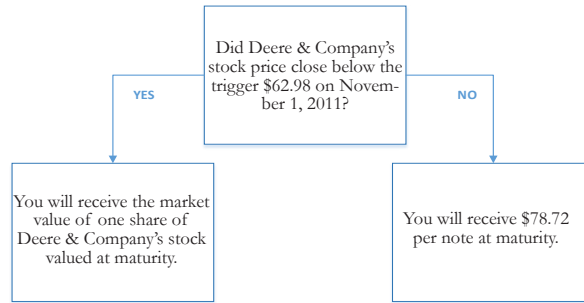 Did Deere & Company's
stock price close below the
trigger $62.98 on Novem-
ber 1, 2011?
YES
NO
You will receive the market
value of one share of
Deere & Company's stock
valued at maturity.
You will receive $78.72
per note at maturity.